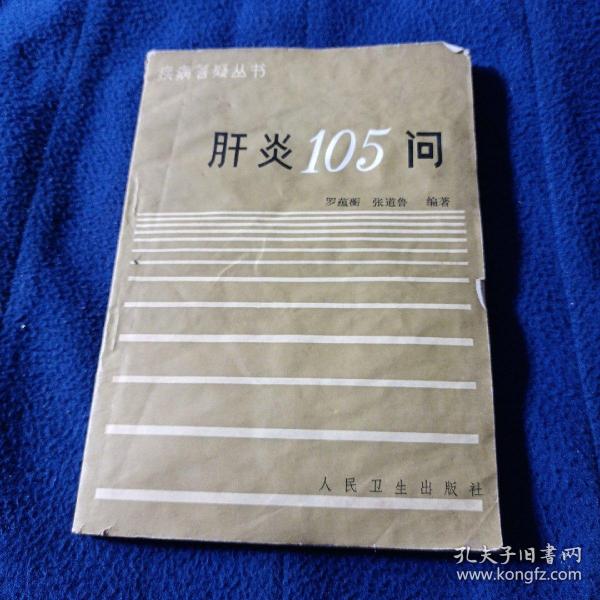 疾病答疑丛书
肝炎105问
罗蕴衡 张道鲁 编著
人民卫生出版社
孔夫子旧書网
www.kongfz.com